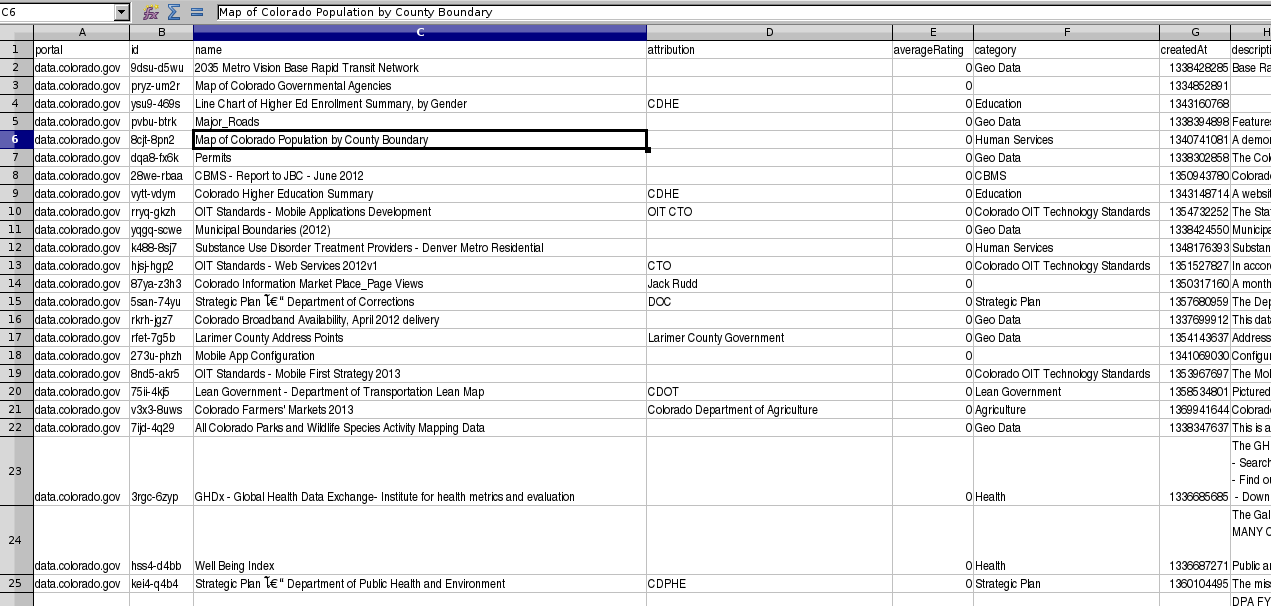 C6 Map of Colorado Population by County Boundary
A B C D E F G H
1 portal id name attribution averageRating category createdAt descripti
2 data.colorado.gov 9dsu-d5wu 2035 Metro Vision Base Rapid Transit Network 0 Geo Data 1338428285 Base Ra
3 data.colorado.gov pryz-um2r Map of Colorado Governmental Agencies 0 1334852891
4 data.colorado.gov ysu9-469s Line Chart of Higher Ed Enrollment Summary, by Gender CDHE 0 Education 1343160768
5 data.colorado.gov pvbu-btrk Major_Roads 0 Geo Data 1338394898 Features
6 data.colorado.gov 8cjt-8pn2 Map of Colorado Population by County Boundary 0 Human Services 1340741081 A demo
7 data.colorado.gov dqa8-fx6k Permits 0 Geo Data 1338302858 The Col
8 data.colorado.gov 28we-rbaa CBMS - Report to JBC - June 2012 0 CBMS 1350943780 Colorad
9 data.colorado.gov vytt-vdym Colorado Higher Education Summary CDHE 0 Education 1343148714 A websi
10 data.colorado.gov rryq-gkzh OIT Standards - Mobile Applications Development OIT CTO 0 Colorado OIT Technology Standards 1354732252 The Sta
11 data.colorado.gov yqgq-scwe Municipal Boundaries (2012) 0 Geo Data 1338424550 Municipa
12 data.colorado.gov k488-8sj7 Substance Use Disorder Treatment Providers - Denver Metro Residential 0 Human Services 1348176393 Substan
13 data.colorado.gov hjsj-hgp2 OIT Standards - Web Services 2012v1 CTO 0 Colorado OIT Technology Standards 1351527827 In accor
14 data.colorado.gov 87ya-z3h3 Colorado Information Market Place_Page Views Jack Rudd 0 1350317160 A month
15 data.colorado.gov 5san-74yu Strategic Plan Ã€“ Department of Corrections DOC 0 Strategic Plan 1357680959 The Dep
16 data.colorado.gov rkrh-jgz7 Colorado Broadband Availability, April 2012 delivery 0 Geo Data 1337699912 This dat
17 data.colorado.gov rfet-7g5b Larimer County Address Points Larimer County Government 0 Geo Data 1354143637 Address
18 data.colorado.gov 273u-phzh Mobile App Configuration 0 1341069030 Configur
19 data.colorado.gov 8nd5-akr5 OIT Standards - Mobile First Strategy 2013 0 Colorado OIT Technology Standards 1353967697 The Mo
20 data.colorado.gov 75ii-4kj5 Lean Government - Department of Transportation Lean Map CDOT 0 Lean Government 1358534801 Pictured
21 data.colorado.gov v3x3-8uws Colorado Farmers' Markets 2013 Colorado Department of Agriculture 0 Agriculture 1369941644 Colorad
22 data.colorado.gov 7ijd-4q29 All Colorado Parks and Wildlife Species Activity Mapping Data 0 Geo Data 1338347637 This is a
The GH
- Search
23 - Find ou
data.colorado.gov 3rgc-6zyp GHDx - Global Health Data Exchange- Institute for health metrics and evaluation 0 Health 1336685685 - Down
The Gal
MANY C
24
data.colorado.gov hss4-d4bb Well Being Index 0 Health 1336687271 Public a
25 data.colorado.gov kei4-q4b4 Strategic Plan Ã€“ Department of Public Health and Environment CDPHE 0 Strategic Plan 1360104495 The mis
DPA FY